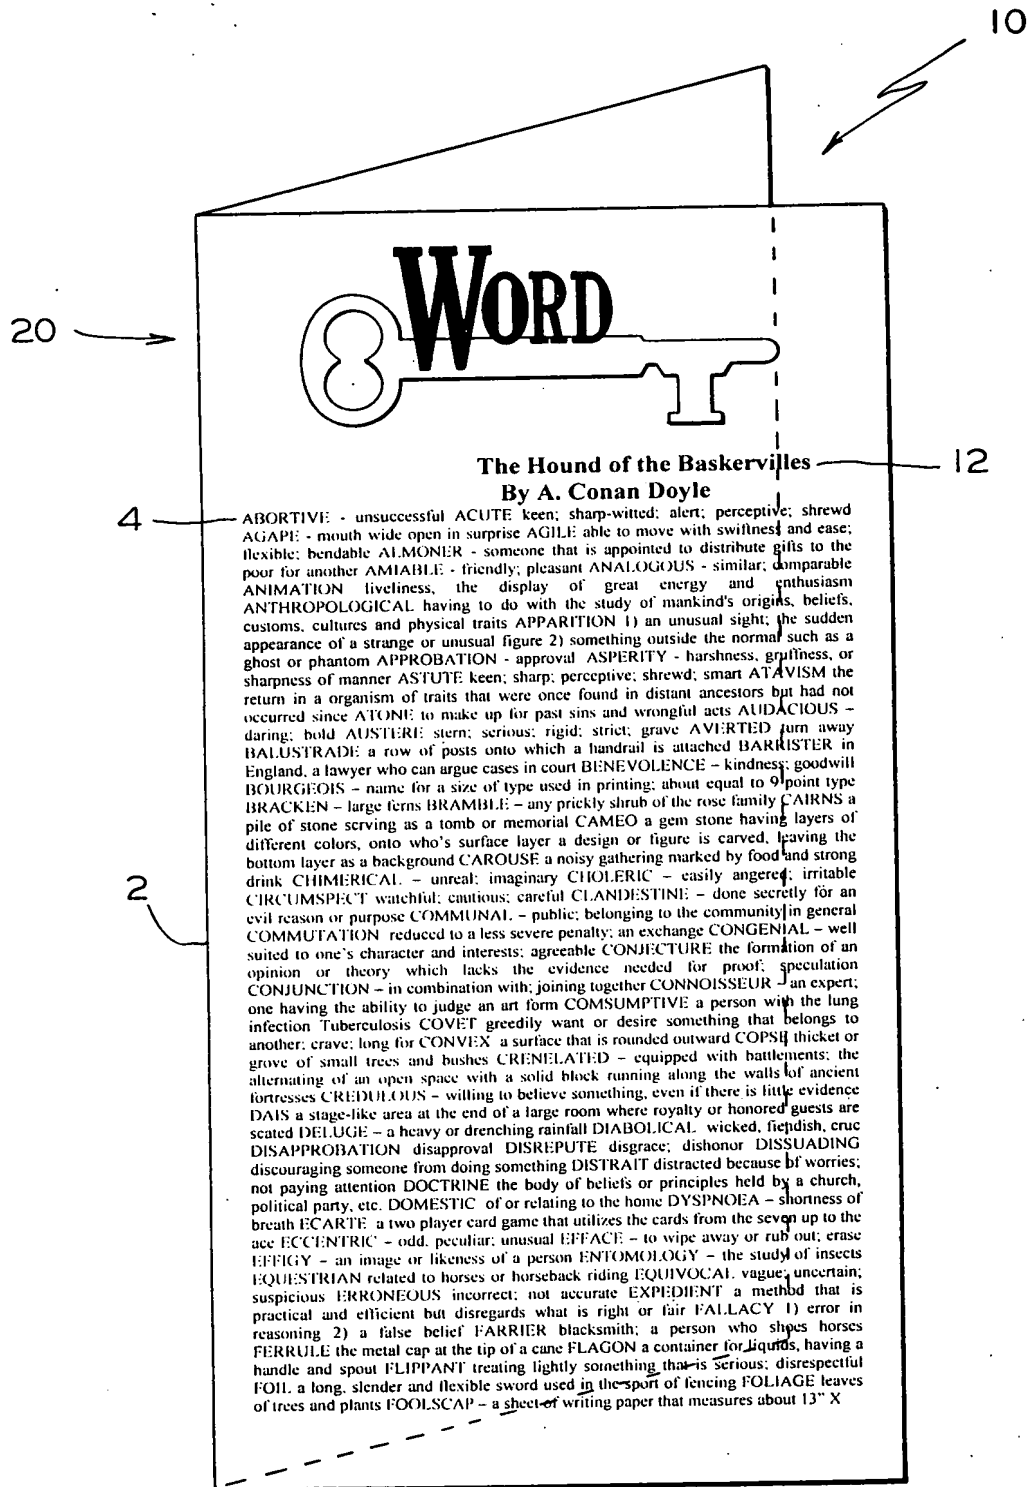 10
WORD
20
The Hound of the Baskervilles
12
By A. Conan Doyle
4
ABORTIVE - unsuccessful ACUTE keen; sharp-witted; alert; perceptive; shrewd
AGAPE - mouth wide open in surprise AGILE able to move with swiftness and ease;
flexible; bendable ALMONER - someone that is appointed to distribute gifts to the
poor for another AMIABLE - friendly; pleasant ANALOGOUS - similar; comparable
ANIMATION liveliness, the display of great energy and enthusiasm
ANTHROPOLOGICAL having to do with the study of mankind's origins, beliefs,
customs, cultures and physical traits APPARITION 1) an unusual sight; the sudden
appearance of a strange or unusual figure 2) something outside the normal such as a
ghost or phantom APPROBATION - approval ASPERITY - harshness, gruffness, or
sharpness of manner ASTUTE keen; sharp; perceptive; shrewd; smart ATAVISM the
return in a organism of traits that were once found in distant ancestors but had not
occurred since ATONE to make up for past sins and wrongful acts AUDACIOUS –
daring; bold AUSTERE stern; serious; rigid; strict; grave AVERTED turn away
BALUSTRADE a row of posts onto which a handrail is attached BARRISTER in
England, a lawyer who can argue cases in court BENEVOLENCE – kindness; goodwill
BOURGEOIS – name for a size of type used in printing; about equal to 9 point type
BRACKEN – large ferns BRAMBLE – any prickly shrub of the rose family CAIRNS a
pile of stone serving as a tomb or memorial CAMEO a gem stone having layers of
different colors, onto who's surface layer a design or figure is carved, leaving the
bottom layer as a background CAROUSE a noisy gathering marked by food and strong
drink CHIMERICAL – unreal; imaginary CHOLERIC – easily angered; irritable
CIRCUMSPECT watchful; cautious; careful CLANDESTINE – done secretly for an
evil reason or purpose COMMUNAL – public; belonging to the community in general
COMMUTATION reduced to a less severe penalty; an exchange CONGENIAL – well
suited to one's character and interests; agreeable CONJECTURE the formation of an
opinion or theory which lacks the evidence needed for proof; speculation
CONJUNCTION – in combination with; joining together CONNOISSEUR – an expert;
one having the ability to judge an art form COMSUMPTIVE a person with the lung
infection Tuberculosis COVET greedily want or desire something that belongs to
another; crave; long for CONVEX a surface that is rounded outward COPSE thicket or
grove of small trees and bushes CRENELATED – equipped with battlements; the
alternating of an open space with a solid block running along the walls of ancient
fortresses CREDULOUS – willing to believe something, even if there is little evidence
DAIS a stage-like area at the end of a large room where royalty or honored guests are
seated DELUGE – a heavy or drenching rainfall DIABOLICAL wicked, fiendish, cruc
DISAPPROBATION disapproval DISREPUTE disgrace; dishonor DISSUADING
discouraging someone from doing something DISTRAIT distracted because of worries;
not paying attention DOCTRINE the body of beliefs or principles held by a church,
political party, etc. DOMESTIC of or relating to the home DYSPNOEA – shortness of
breath ECARTE a two player card game that utilizes the cards from the seven up to the
ace ECCENTRIC – odd, peculiar; unusual EFFACE – to wipe away or rub out; erase
EFFIGY – an image or likeness of a person ENTOMOLOGY – the study of insects
EQUESTRIAN related to horses or horseback riding EQUIVOCAL vague; uncertain;
suspicious ERRONEOUS incorrect; not accurate EXPEDIENT a method that is
practical and efficient but disregards what is right or fair FALLACY 1) error in
reasoning 2) a false belief FARRIER blacksmith; a person who shoes horses
FERRULE the metal cap at the tip of a cane FLAGON a container for liquids, having a
handle and spout FLIPPANT treating lightly something that is serious; disrespectful
FOIL a long, slender and flexible sword used in the sport of fencing FOLIAGE leaves
of trees and plants FOOLSCAP – a sheet of writing paper that measures about 13" X
2